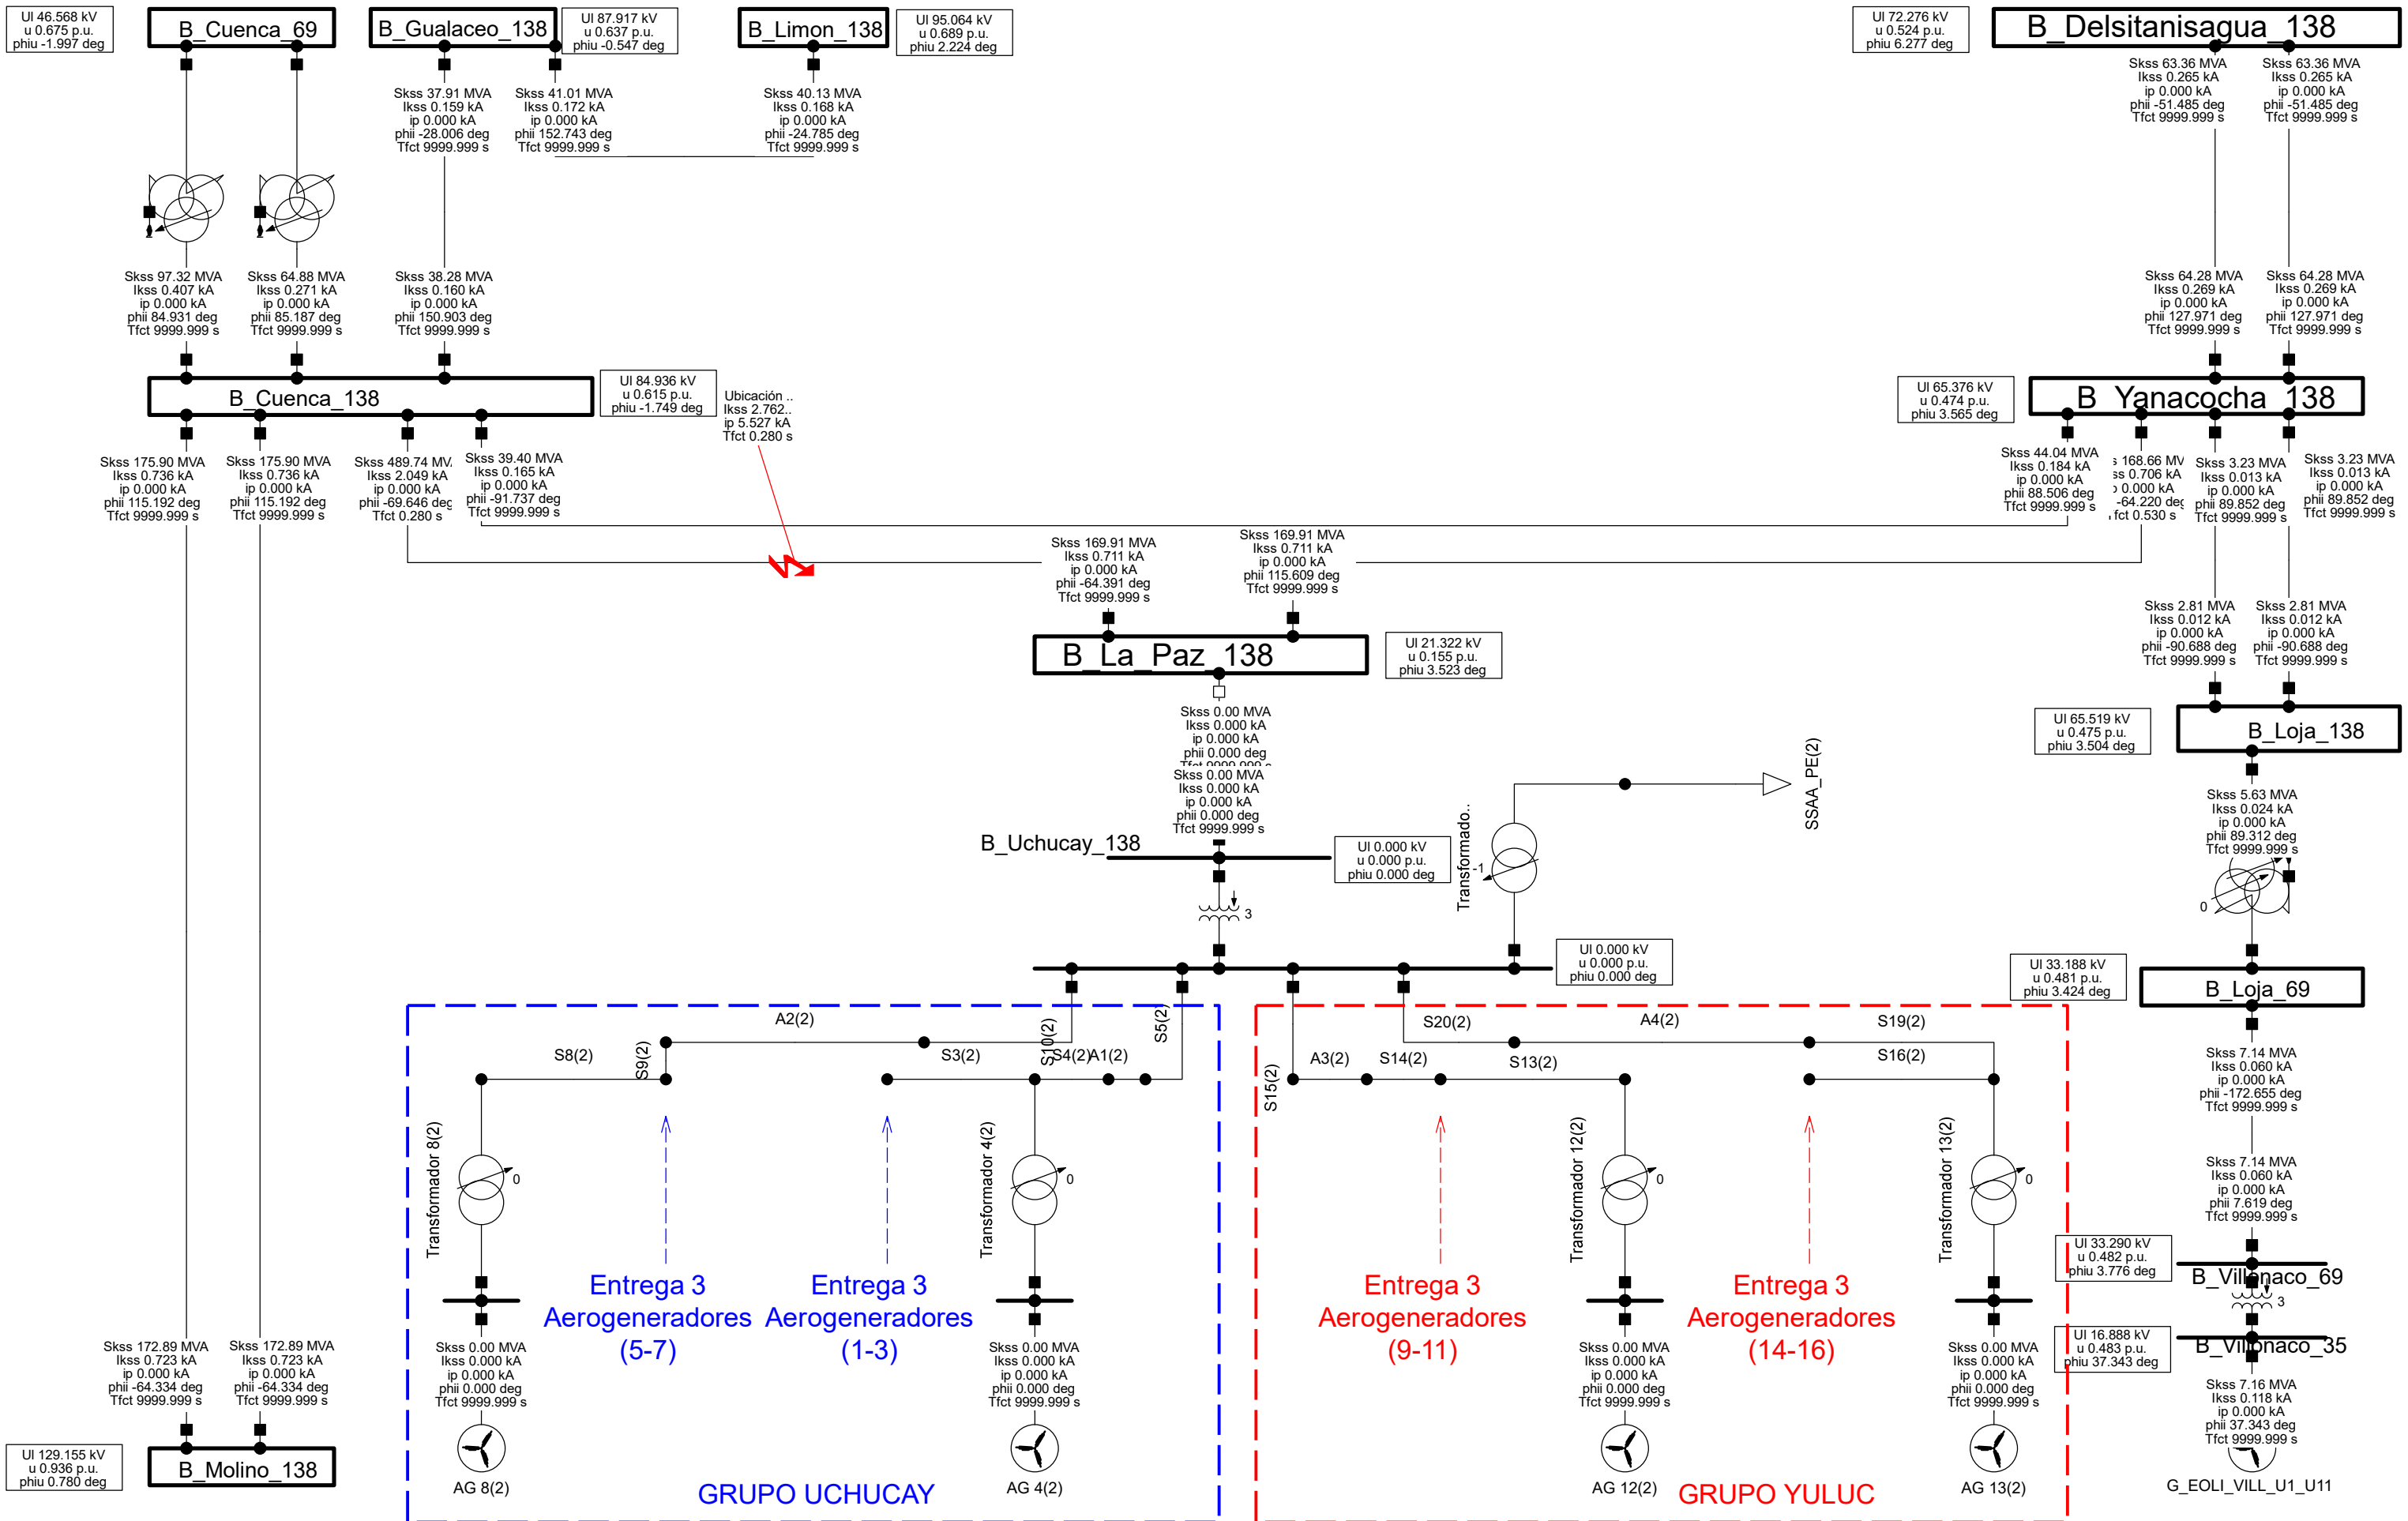 Ul 46.568 kV
u 0.675 p.u.
phiu -1.997 deg
B_Cuenca_69
B_Gualaceo_138
Ul 87.917 kV
u 0.637 p.u.
phiu -0.547 deg
B_Limon_138
Ul 95.064 kV
u 0.689 p.u.
phiu 2.224 deg
Ul 72.276 kV
u 0.524 p.u.
phiu 6.277 deg
B_Delsitanisagua_138
Skss 37.91 MVA
Ikss 0.159 kA
ip 0.000 kA
phii -28.006 deg
Tfct 9999.999 s
Skss 41.01 MVA
Ikss 0.172 kA
ip 0.000 kA
phii 152.743 deg
Tfct 9999.999 s
Skss 40.13 MVA
Ikss 0.168 kA
ip 0.000 kA
phii -24.785 deg
Tfct 9999.999 s
Skss 63.36 MVA
Ikss 0.265 kA
ip 0.000 kA
phii -51.485 deg
Tfct 9999.999 s
Skss 63.36 MVA
Ikss 0.265 kA
ip 0.000 kA
phii -51.485 deg
Tfct 9999.999 s
Skss 97.32 MVA
Ikss 0.407 kA
ip 0.000 kA
phii 84.931 deg
Tfct 9999.999 s
Skss 64.88 MVA
Ikss 0.271 kA
ip 0.000 kA
phii 85.187 deg
Tfct 9999.999 s
Skss 38.28 MVA
Ikss 0.160 kA
ip 0.000 kA
phii 150.903 deg
Tfct 9999.999 s
Skss 64.28 MVA
Ikss 0.269 kA
ip 0.000 kA
phii 127.971 deg
Tfct 9999.999 s
Skss 64.28 MVA
Ikss 0.269 kA
ip 0.000 kA
phii 127.971 deg
Tfct 9999.999 s
B_Cuenca_138
Ul 84.936 kV
u 0.615 p.u.
phiu -1.749 deg
Ubicación ..
Ikss 2.762..
ip 5.527 kA
Tfct 0.280 s
Ul 65.376 kV
u 0.474 p.u.
phiu 3.565 deg
B_Yanacocha_138
Skss 175.90 MVA
Ikss 0.736 kA
ip 0.000 kA
phii 115.192 deg
Tfct 9999.999 s
Skss 175.90 MVA
Ikss 0.736 kA
ip 0.000 kA
phii 115.192 deg
Tfct 9999.999 s
Skss 489.74 MV
Ikss 2.049 kA
ip 0.000 kA
phii -69.646 deg
Tfct 0.280 s
Skss 39.40 MVA
Ikss 0.165 kA
ip 0.000 kA
phii -91.737 deg
Tfct 9999.999 s
Skss 44.04 MVA
Ikss 0.184 kA
ip 0.000 kA
phii 88.506 deg
Tfct 9999.999 s
168.66 MV
ss 0.706 kA
0.000 kA
-64.220 deg
fct 0.530 s
Skss 3.23 MVA
Ikss 0.013 kA
ip 0.000 kA
phii 89.852 deg
Tfct 9999.999 s
Skss 3.23 MVA
Ikss 0.013 kA
ip 0.000 kA
phii 89.852 deg
Tfct 9999.999 s
Skss 169.91 MVA
Ikss 0.711 kA
ip 0.000 kA
phii -64.391 deg
Tfct 9999.999 s
Skss 169.91 MVA
Ikss 0.711 kA
ip 0.000 kA
phii 115.609 deg
Tfct 9999.999 s
Skss 2.81 MVA
Ikss 0.012 kA
ip 0.000 kA
phii -90.688 deg
Tfct 9999.999 s
Skss 2.81 MVA
Ikss 0.012 kA
ip 0.000 kA
phii -90.688 deg
Tfct 9999.999 s
B_La_Paz_138
Ul 21.322 kV
u 0.155 p.u.
phiu 3.523 deg
Ul 65.519 kV
u 0.475 p.u.
phiu 3.504 deg
B_Loja_138
Skss 0.00 MVA
Ikss 0.000 kA
ip 0.000 kA
phii 0.000 deg
Tfct 9999.999 s
Skss 0.00 MVA
Ikss 0.000 kA
ip 0.000 kA
phii 0.000 deg
Tfct 9999.999 s
SSAA_PE(2)
Transformado..
-1
B_Uchucay_138
Ul 0.000 kV
u 0.000 p.u.
phiu 0.000 deg
3
Skss 5.63 MVA
Ikss 0.024 kA
ip 0.000 kA
phii 89.312 deg
Tfct 9999.999 s
0
Ul 0.000 kV
u 0.000 p.u.
phiu 0.000 deg
Ul 33.188 kV
u 0.481 p.u.
phiu 3.424 deg
B_Loja_69
A2(2)
S8(2)
S9(2)
S3(2)
S10(2)
S4(2)
A1(2)
S5(2)
S15(2)
A3(2)
S14(2)
S20(2)
S13(2)
A4(2)
S19(2)
S16(2)
Skss 7.14 MVA
Ikss 0.060 kA
ip 0.000 kA
phii -172.655 deg
Tfct 9999.999 s
Transformador 8(2)
0
Transformador 4(2)
0
Transformador 12(2)
0
Transformador 13(2)
0
Skss 7.14 MVA
Ikss 0.060 kA
ip 0.000 kA
phii 7.619 deg
Tfct 9999.999 s
Entrega 3
Aerogeneradores
(5-7)
Entrega 3
Aerogeneradores
(1-3)
Entrega 3
Aerogeneradores
(9-11)
Entrega 3
Aerogeneradores
(14-16)
Ul 33.290 kV
u 0.482 p.u.
phiu 3.776 deg
B_Villonaco_69
3
Ul 16.888 kV
u 0.483 p.u.
phiu 37.343 deg
B_Villonaco_35
Skss 172.89 MVA
Ikss 0.723 kA
ip 0.000 kA
phii -64.334 deg
Tfct 9999.999 s
Skss 172.89 MVA
Ikss 0.723 kA
ip 0.000 kA
phii -64.334 deg
Tfct 9999.999 s
Skss 0.00 MVA
Ikss 0.000 kA
ip 0.000 kA
phii 0.000 deg
Tfct 9999.999 s
Skss 0.00 MVA
Ikss 0.000 kA
ip 0.000 kA
phii 0.000 deg
Tfct 9999.999 s
Skss 0.00 MVA
Ikss 0.000 kA
ip 0.000 kA
phii 0.000 deg
Tfct 9999.999 s
Skss 0.00 MVA
Ikss 0.000 kA
ip 0.000 kA
phii 0.000 deg
Tfct 9999.999 s
Skss 7.16 MVA
Ikss 0.118 kA
ip 0.000 kA
phii 37.343 deg
Tfct 9999.999 s
Ul 129.155 kV
u 0.936 p.u.
phiu 0.780 deg
B_Molino_138
AG 8(2)
GRUPO UCHUCAY
AG 4(2)
AG 12(2)
GRUPO YULUC
AG 13(2)
G_EOLI_VILL_U1_U11